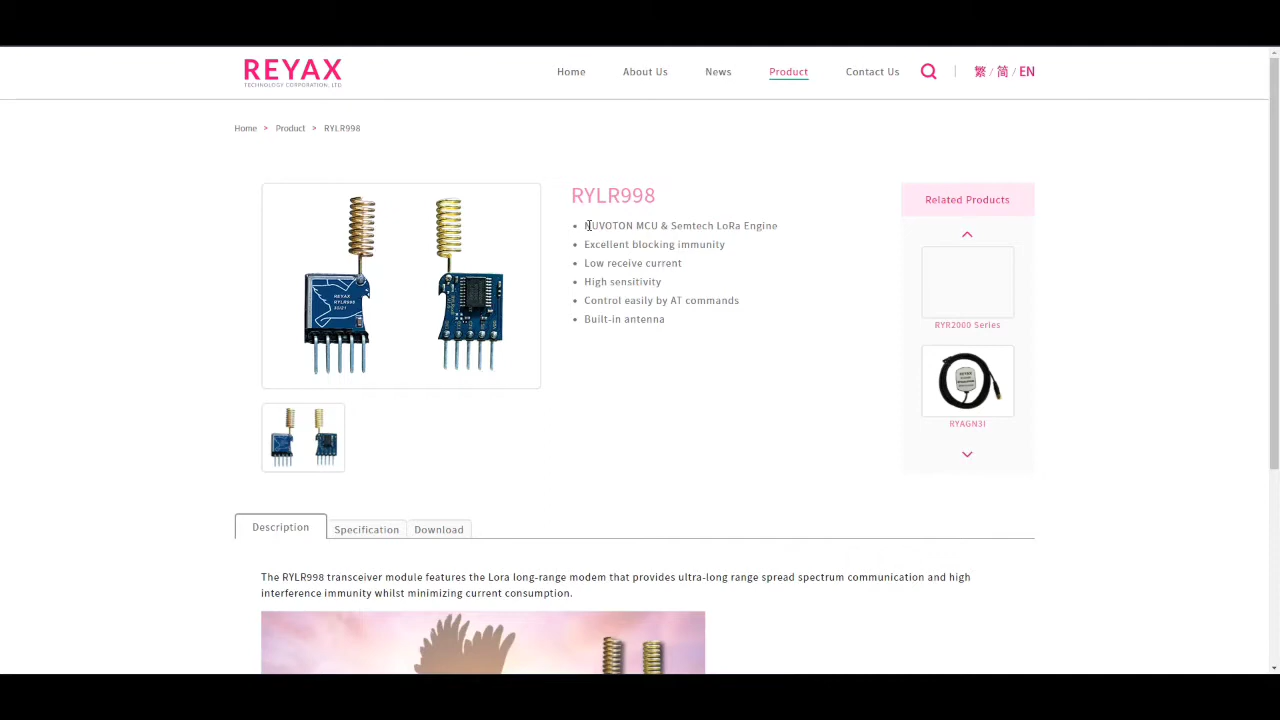 REYAX
TECHNOLOGY CORPORATION, LTD
Home
About Us
News
Product
Contact Us
繁 / 简 / EN
Home > Product > RYLR998
REYAX
RYLR998
RYLR998
NUVOTON MCU & Semtech LoRa Engine
Excellent blocking immunity
Low receive current
High sensitivity
Control easily by AT commands
Built-in antenna
Related Products
RYR2000 Series
RYAGN3I
Description
Specification
Download
The RYLR998 transceiver module features the Lora long-range modem that provides ultra-long range spread spectrum communication and high
interference immunity whilst minimizing current consumption.